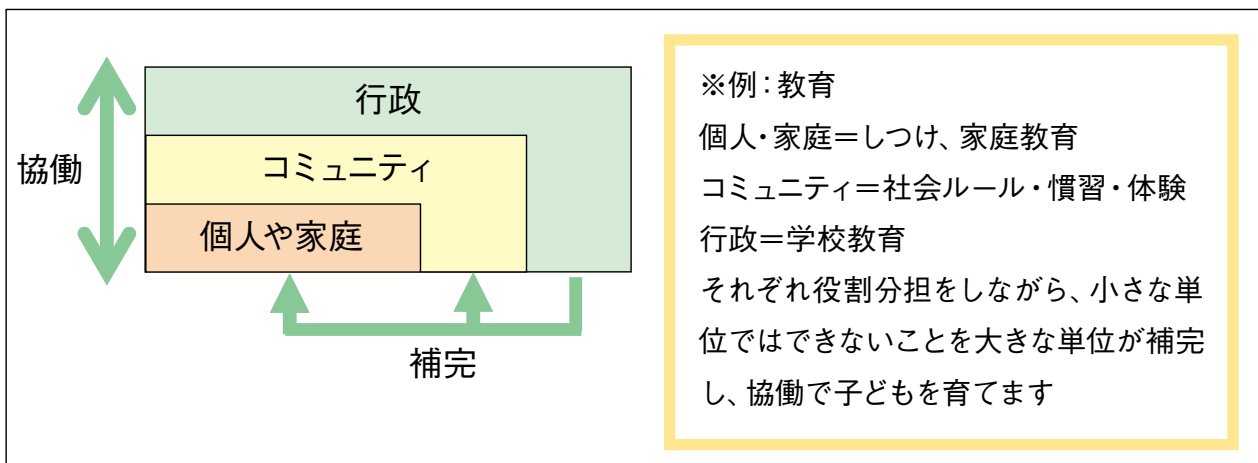 行政
コミュニティ
個人や家庭
協働
補完
※例：教育
個人・家庭＝しつけ、家庭教育
コミュニティ＝社会ルール・慣習・体験
行政＝学校教育
それぞれ役割分担をしながら、小さな単
位ではできないことを大きな単位が補完
し、協働で子どもを育てます